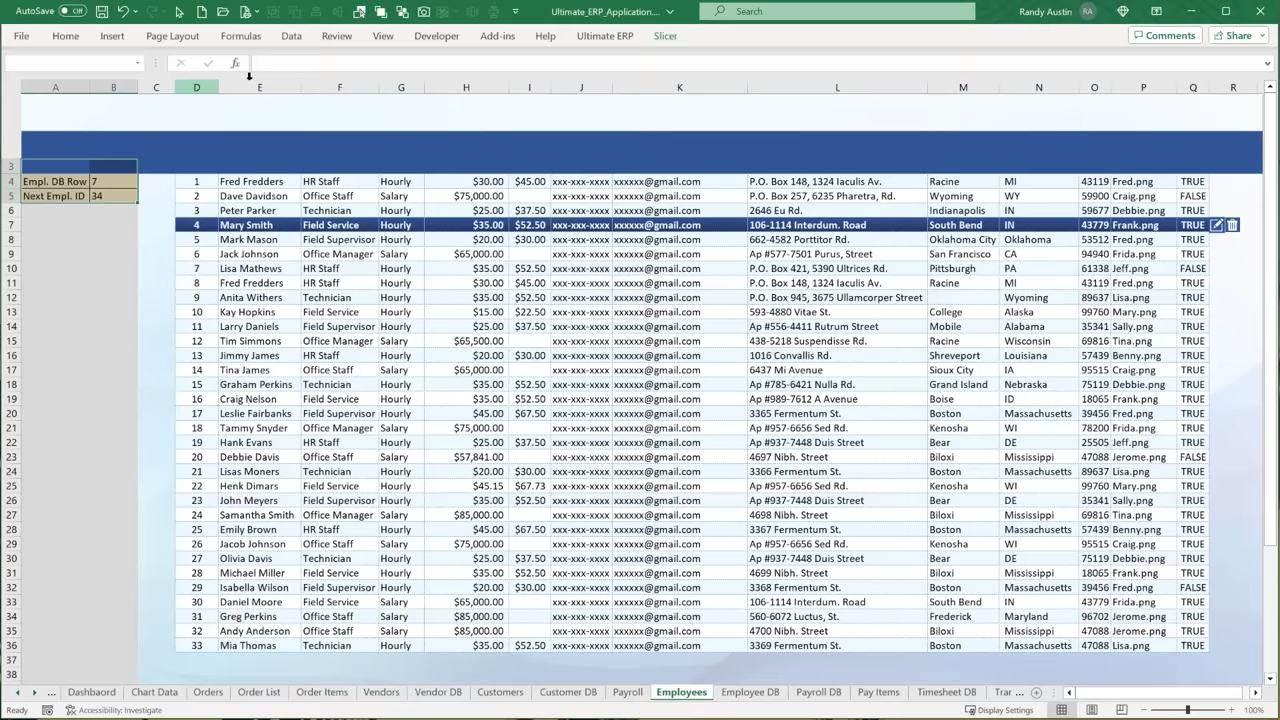 AutoSave Off Ultimate_ERP_Application.... Search Randy Austin RA
File Home Insert Page Layout Formulas Data Review View Developer Add-ins Help Ultimate ERP Slicer Comments Share
fx
A B C D E F G H I J K L M N O P Q R
3
4 Empl. DB Row 7 1 Fred Fredders HR Staff Hourly $30.00 $45.00 xxx-xxx-xxxx xxxxxx@gmail.com P.O. Box 148, 1324 Iaculis Av. Racine MI 43119 Fred.png TRUE
5 Next Empl. ID 34 2 Dave Davidson Office Staff Salary $75,000.00 xxx-xxx-xxxx xxxxxx@gmail.com P.O. Box 257, 6235 Pharetra, Rd. Wyoming WY 59900 Craig.png FALSE
6 3 Peter Parker Technician Hourly $25.00 $37.50 xxx-xxx-xxxx xxxxxx@gmail.com 2646 Eu Rd. Indianapolis IN 59677 Debbie.png TRUE
7 4 Mary Smith Field Service Hourly $35.00 $52.50 xxx-xxx-xxxx xxxxxx@gmail.com 106-1114 Interdum. Road South Bend IN 43779 Frank.png TRUE
8 5 Mark Mason Field Supervisor Hourly $20.00 $30.00 xxx-xxx-xxxx xxxxxx@gmail.com 662-4582 Porttitor Rd. Oklahoma City Oklahoma 53512 Fred.png TRUE
9 6 Jack Johnson Office Manager Salary $65,000.00 xxx-xxx-xxxx xxxxxx@gmail.com Ap #577-7501 Purus, Street San Francisco CA 94940 Frida.png TRUE
10 7 Lisa Mathews HR Staff Hourly $35.00 $52.50 xxx-xxx-xxxx xxxxxx@gmail.com P.O. Box 421, 5390 Ultrices Rd. Pittsburgh PA 61338 Jeff.png FALSE
11 8 Fred Fredders HR Staff Hourly $30.00 $45.00 xxx-xxx-xxxx xxxxxx@gmail.com P.O. Box 148, 1324 Iaculis Av. Racine MI 43119 Fred.png TRUE
12 9 Anita Withers Technician Hourly $35.00 $52.50 xxx-xxx-xxxx xxxxxx@gmail.com P.O. Box 945, 3675 Ullamcorper Street Wyoming 89637 Lisa.png TRUE
13 10 Kay Hopkins Field Service Hourly $15.00 $22.50 xxx-xxx-xxxx xxxxxx@gmail.com 593-4880 Vitae St. College Alaska 99760 Mary.png TRUE
14 11 Larry Daniels Field Supervisor Hourly $25.00 $37.50 xxx-xxx-xxxx xxxxxx@gmail.com Ap #556-4411 Rutrum Street Mobile Alabama 35341 Sally.png TRUE
15 12 Tim Simmons Office Manager Salary $65,500.00 xxx-xxx-xxxx xxxxxx@gmail.com 438-5218 Suspendisse Rd. Racine Wisconsin 69816 Tina.png TRUE
16 13 Jimmy James HR Staff Hourly $20.00 $30.00 xxx-xxx-xxxx xxxxxx@gmail.com 1016 Convallis Rd. Shreveport Louisiana 57439 Benny.png TRUE
17 14 Tina James Office Staff Salary $65,000.00 xxx-xxx-xxxx xxxxxx@gmail.com 6437 Mi Avenue Sioux City IA 95515 Craig.png TRUE
18 15 Graham Perkins Technician Hourly $35.00 $52.50 xxx-xxx-xxxx xxxxxx@gmail.com Ap #785-6421 Nulla Rd. Grand Island Nebraska 75119 Debbie.png TRUE
19 16 Craig Nelson Field Service Hourly $35.00 $52.50 xxx-xxx-xxxx xxxxxx@gmail.com Ap #989-7612 A Avenue Boise ID 18065 Frank.png TRUE
20 17 Leslie Fairbanks Field Supervisor Hourly $45.00 $67.50 xxx-xxx-xxxx xxxxxx@gmail.com 3365 Fermentum St. Boston Massachusetts 39456 Fred.png TRUE
21 18 Tammy Snyder Office Manager Salary $75,000.00 xxx-xxx-xxxx xxxxxx@gmail.com Ap #957-6656 Sed Rd. Kenosha WI 78200 Frida.png TRUE
22 19 Hank Evans HR Staff Hourly $25.00 $37.50 xxx-xxx-xxxx xxxxxx@gmail.com Ap #937-7448 Duis Street Bear DE 25505 Jeff.png TRUE
23 20 Debbie Davis Office Staff Salary $57,841.00 xxx-xxx-xxxx xxxxxx@gmail.com 4697 Nibh. Street Biloxi Mississippi 47088 Jerome.png FALSE
24 21 Lisas Moners Technician Hourly $20.00 $30.00 xxx-xxx-xxxx xxxxxx@gmail.com 3366 Fermentum St. Boston Massachusetts 89637 Lisa.png TRUE
25 22 Henk Dimars Field Service Hourly $45.15 $67.73 xxx-xxx-xxxx xxxxxx@gmail.com Ap #957-6656 Sed Rd. Kenosha WI 99760 Mary.png TRUE
26 23 John Meyers Field Supervisor Hourly $35.00 $52.50 xxx-xxx-xxxx xxxxxx@gmail.com Ap #937-7448 Duis Street Bear DE 35341 Sally.png TRUE
27 24 Samantha Smith Office Manager Salary $85,000.00 xxx-xxx-xxxx xxxxxx@gmail.com 4698 Nibh. Street Biloxi Mississippi 69816 Tina.png TRUE
28 25 Emily Brown HR Staff Hourly $45.00 $67.50 xxx-xxx-xxxx xxxxxx@gmail.com 3367 Fermentum St. Boston Massachusetts 57439 Benny.png TRUE
29 26 Jacob Johnson Office Staff Salary $75,000.00 xxx-xxx-xxxx xxxxxx@gmail.com Ap #957-6656 Sed Rd. Kenosha WI 95515 Craig.png TRUE
30 27 Olivia Davis Technician Hourly $25.00 $37.50 xxx-xxx-xxxx xxxxxx@gmail.com Ap #937-7448 Duis Street Bear DE 75119 Debbie.png TRUE
31 28 Michael Miller Field Service Hourly $35.00 $52.50 xxx-xxx-xxxx xxxxxx@gmail.com 4699 Nibh. Street Biloxi Mississippi 18065 Frank.png TRUE
32 29 Isabella Wilson Field Supervisor Hourly $20.00 $30.00 xxx-xxx-xxxx xxxxxx@gmail.com 3368 Fermentum St. Boston Massachusetts 39456 Fred.png FALSE
33 30 Daniel Moore Field Service Salary $65,000.00 xxx-xxx-xxxx xxxxxx@gmail.com 106-1114 Interdum. Road South Bend IN 43779 Frida.png TRUE
34 31 Greg Perkins Office Staff Salary $85,000.00 xxx-xxx-xxxx xxxxxx@gmail.com 560-6072 Luctus, St. Frederick Maryland 96702 Jerome.png TRUE
35 32 Andy Anderson Office Staff Salary $85,000.00 xxx-xxx-xxxx xxxxxx@gmail.com 4700 Nibh. Street Biloxi Mississippi 47088 Jerome.png TRUE
36 33 Mia Thomas Technician Hourly $35.00 $52.50 xxx-xxx-xxxx xxxxxx@gmail.com 3369 Fermentum St. Boston Massachusetts 47088 Lisa.png TRUE
37
38
... Dashboard Chart Data Orders Order List Order Items Vendors Vendor DB Customers Customer DB Payroll Employees Employee DB Payroll DB Pay Items Timesheet DB Trar ...
Ready Accessibility: Investigate Display Settings 100%